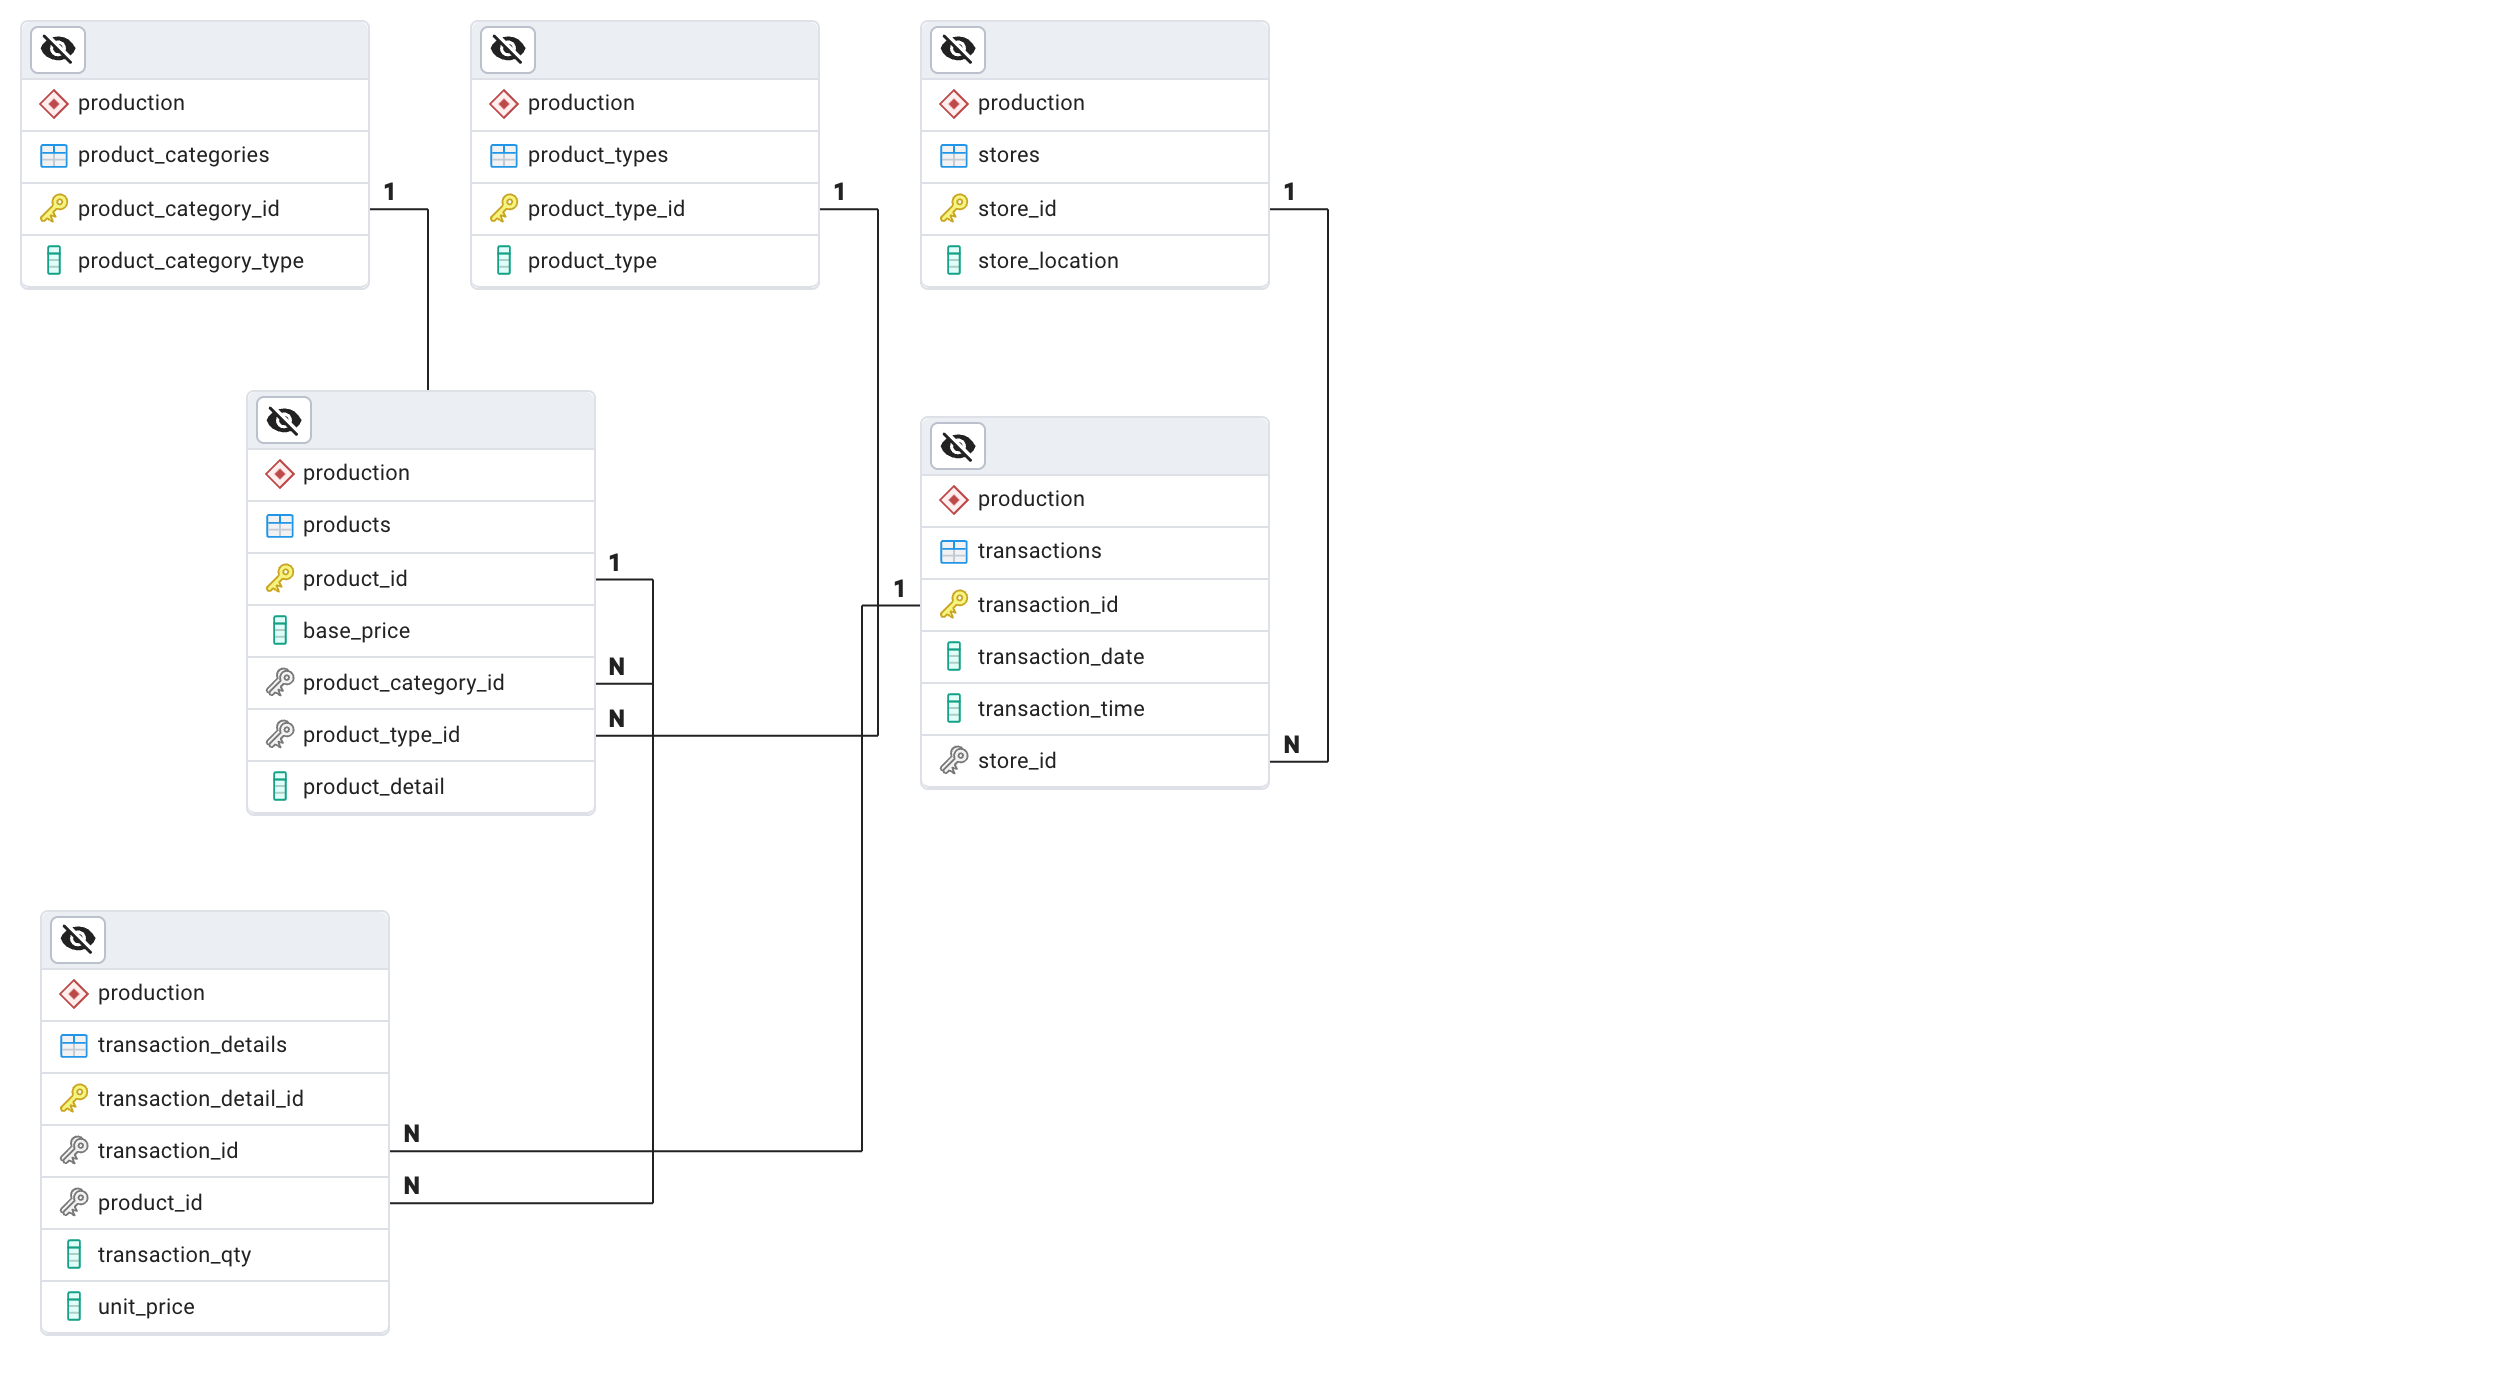 production
product_categories
product_category_id
product_category_type
1
production
product_types
product_type_id
product_type
1
production
stores
store_id
store_location
1
production
products
product_id
base_price
product_category_id
product_type_id
product_detail
1
N
N
production
transactions
transaction_id
transaction_date
transaction_time
store_id
1
N
production
transaction_details
transaction_detail_id
transaction_id
product_id
transaction_qty
unit_price
N
N